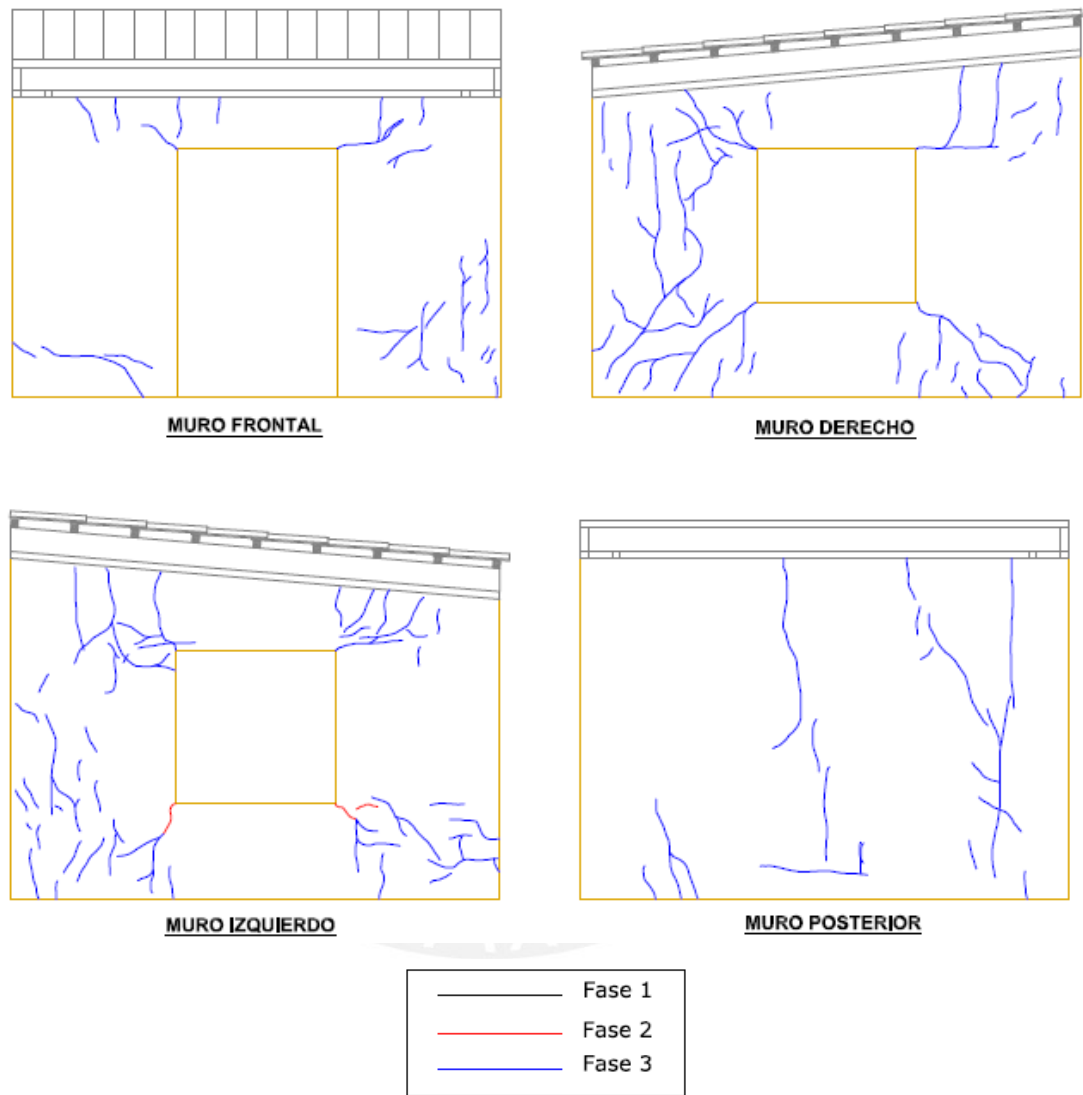 MURO FRONTAL
MURO DERECHO
MURO IZQUIERDO
MURO POSTERIOR
Fase 1
Fase 2
Fase 3